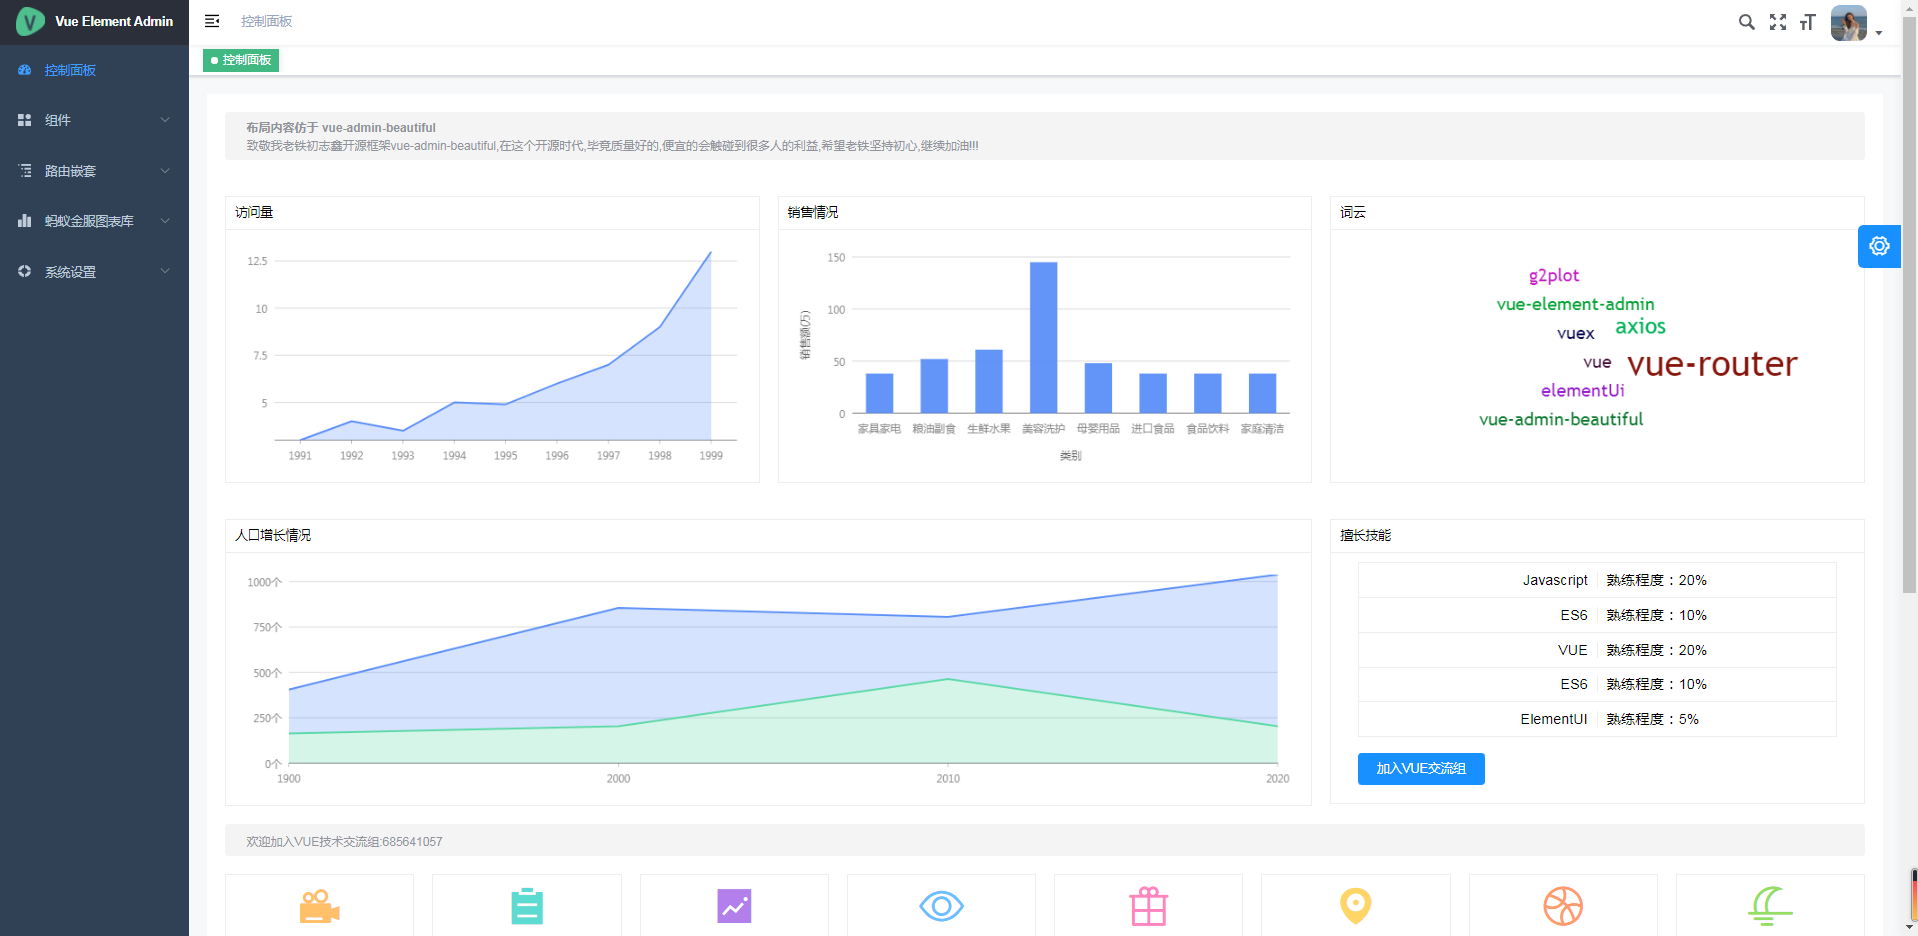 Vue Element Admin
控制面板
控制面板
控制面板
组件
路由嵌套
蚂蚁金服图表库
系统设置
布局内容仿于 vue-admin-beautiful
致敬我老铁初志鑫开源框架vue-admin-beautiful,在这个开源时代,毕竟质量好的,便宜的会触碰到很多人的利益,希望老铁坚持初心,继续加油!!!
访问量
12.5
10
7.5
5
1991 1992 1993 1994 1995 1996 1997 1998 1999
销售情况
销售额(万)
150
100
50
0
家具家电 粮油副食 生鲜水果 美容洗护 母婴用品 进口食品 食品饮料 家庭清洁
类别
词云
g2plot
vue-element-admin
vuex axios
vue vue-router
elementUi
vue-admin-beautiful
人口增长情况
1000个
750个
500个
250个
0个
1900 2000 2010 2020
擅长技能
Javascript 熟练程度：20%
ES6 熟练程度：10%
VUE 熟练程度：20%
ES6 熟练程度：10%
ElementUI 熟练程度：5%
加入VUE交流组
欢迎加入VUE技术交流组:685641057